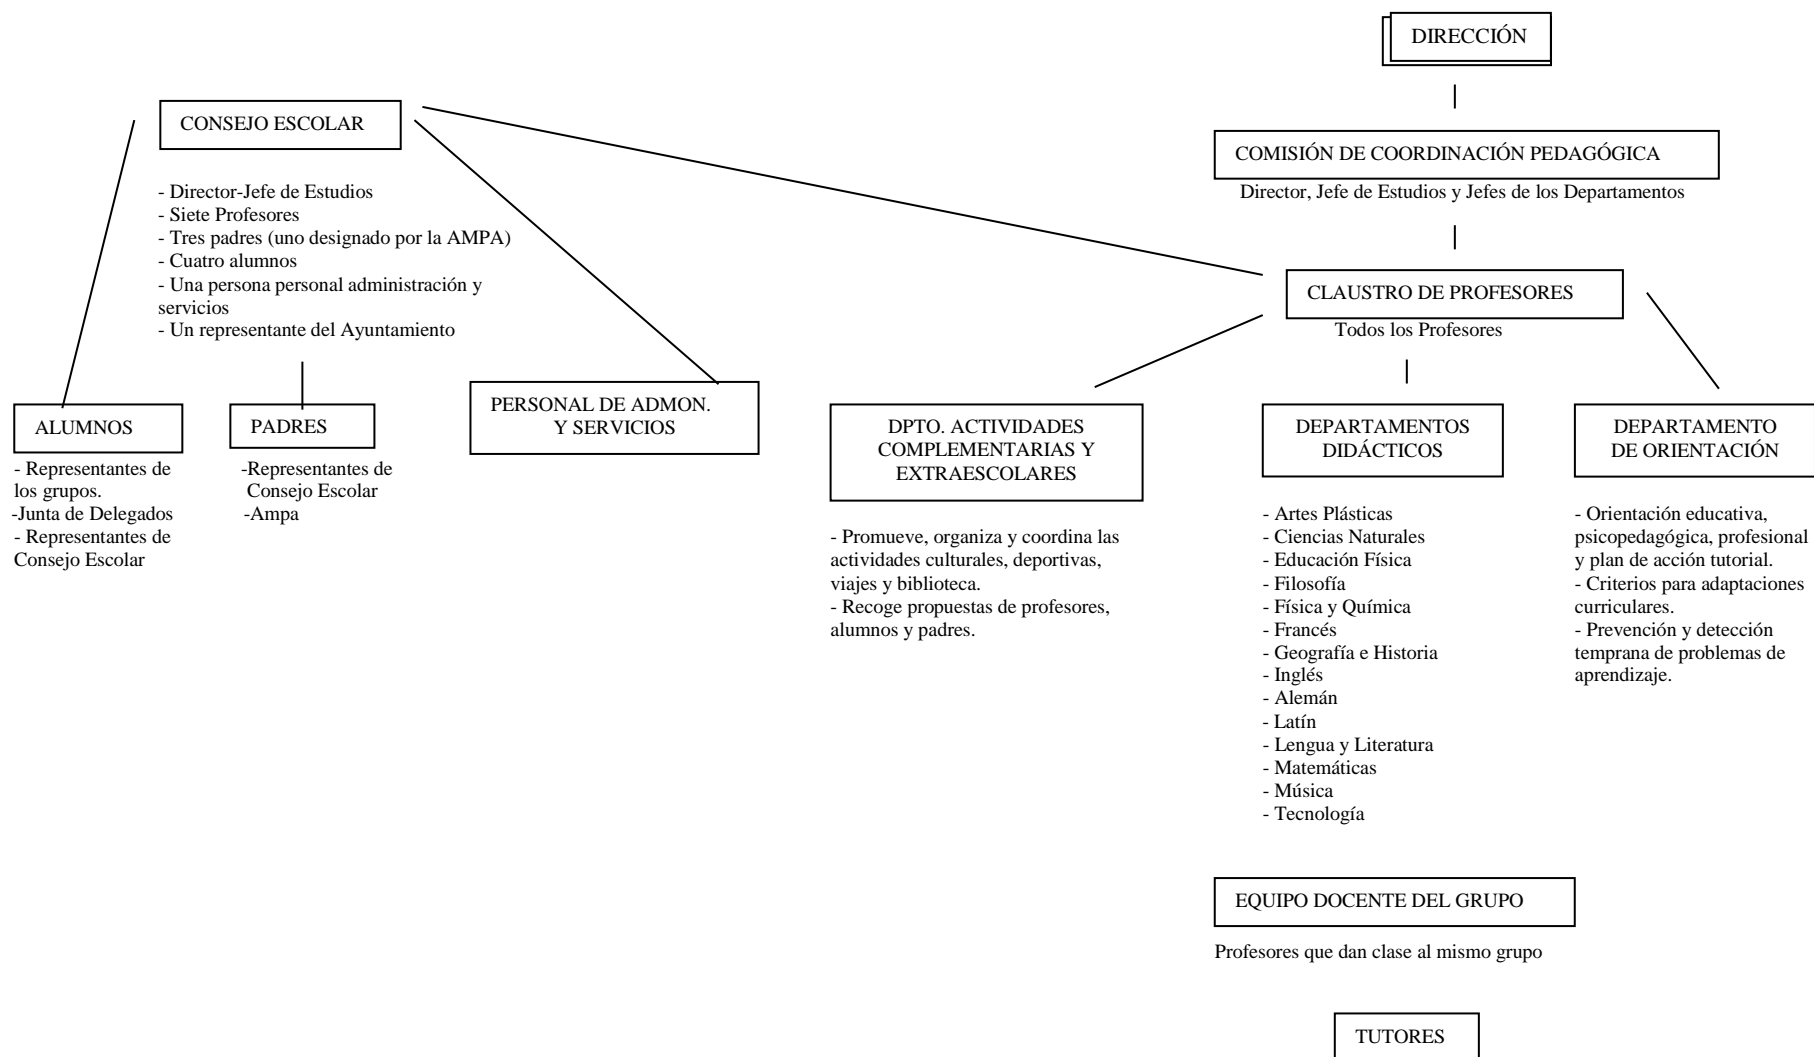 DIRECCIÓN
CONSEJO ESCOLAR
- Director-Jefe de Estudios
- Siete Profesores
- Tres padres (uno designado por la AMPA)
- Cuatro alumnos
- Una persona personal administración y
servicios
- Un representante del Ayuntamiento
COMISIÓN DE COORDINACIÓN PEDAGÓGICA
Director, Jefe de Estudios y Jefes de los Departamentos
CLAUSTRO DE PROFESORES
Todos los Profesores
ALUMNOS
- Representantes de
los grupos.
-Junta de Delegados
- Representantes de
Consejo Escolar
PADRES
-Representantes de
Consejo Escolar
-Ampa
PERSONAL DE ADMON.
Y SERVICIOS
DPTO. ACTIVIDADES
COMPLEMENTARIAS Y
EXTRAESCOLARES
- Promueve, organiza y coordina las
actividades culturales, deportivas,
viajes y biblioteca.
- Recoge propuestas de profesores,
alumnos y padres.
DEPARTAMENTOS
DIDÁCTICOS
- Artes Plásticas
- Ciencias Naturales
- Educación Física
- Filosofía
- Física y Química
- Francés
- Geografía e Historia
- Inglés
- Alemán
- Latín
- Lengua y Literatura
- Matemáticas
- Música
- Tecnología
DEPARTAMENTO
DE ORIENTACIÓN
- Orientación educativa,
psicopedagógica, profesional
y plan de acción tutorial.
- Criterios para adaptaciones
curriculares.
- Prevención y detección
temprana de problemas de
aprendizaje.
EQUIPO DOCENTE DEL GRUPO
Profesores que dan clase al mismo grupo
TUTORES